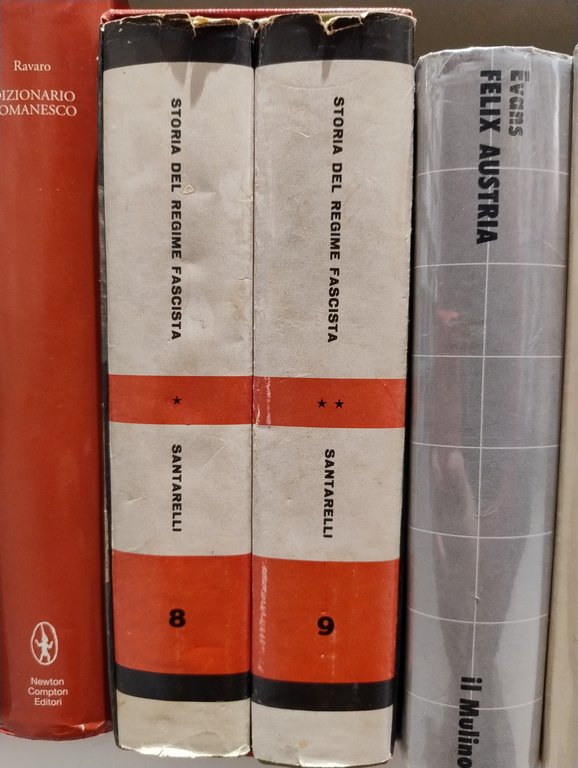 Ravaro
DIZIONARIO
ROMANESCO
Newton
Compton
Editori
STORIA DEL REGIME FASCISTA
★
SANTARELLI
8
STORIA DEL REGIME FASCISTA
★★
SANTARELLI
9
Evans
FELIX AUSTRIA
il Mulino